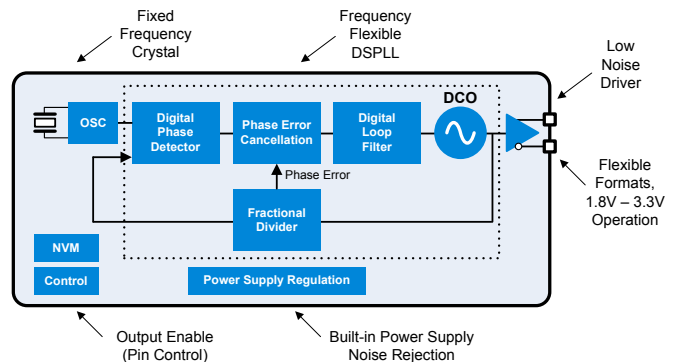 Fixed
Frequency
Crystal
Frequency
Flexible
DSPLL
Low
Noise
Driver
OSC
Digital
Phase
Detector
Phase Error
Cancellation
Digital
Loop
Filter
DCO
Phase Error
Fractional
Divider
Flexible
Formats,
1.8V – 3.3V
Operation
NVM
Control
Power Supply Regulation
Output Enable
(Pin Control)
Built-in Power Supply
Noise Rejection